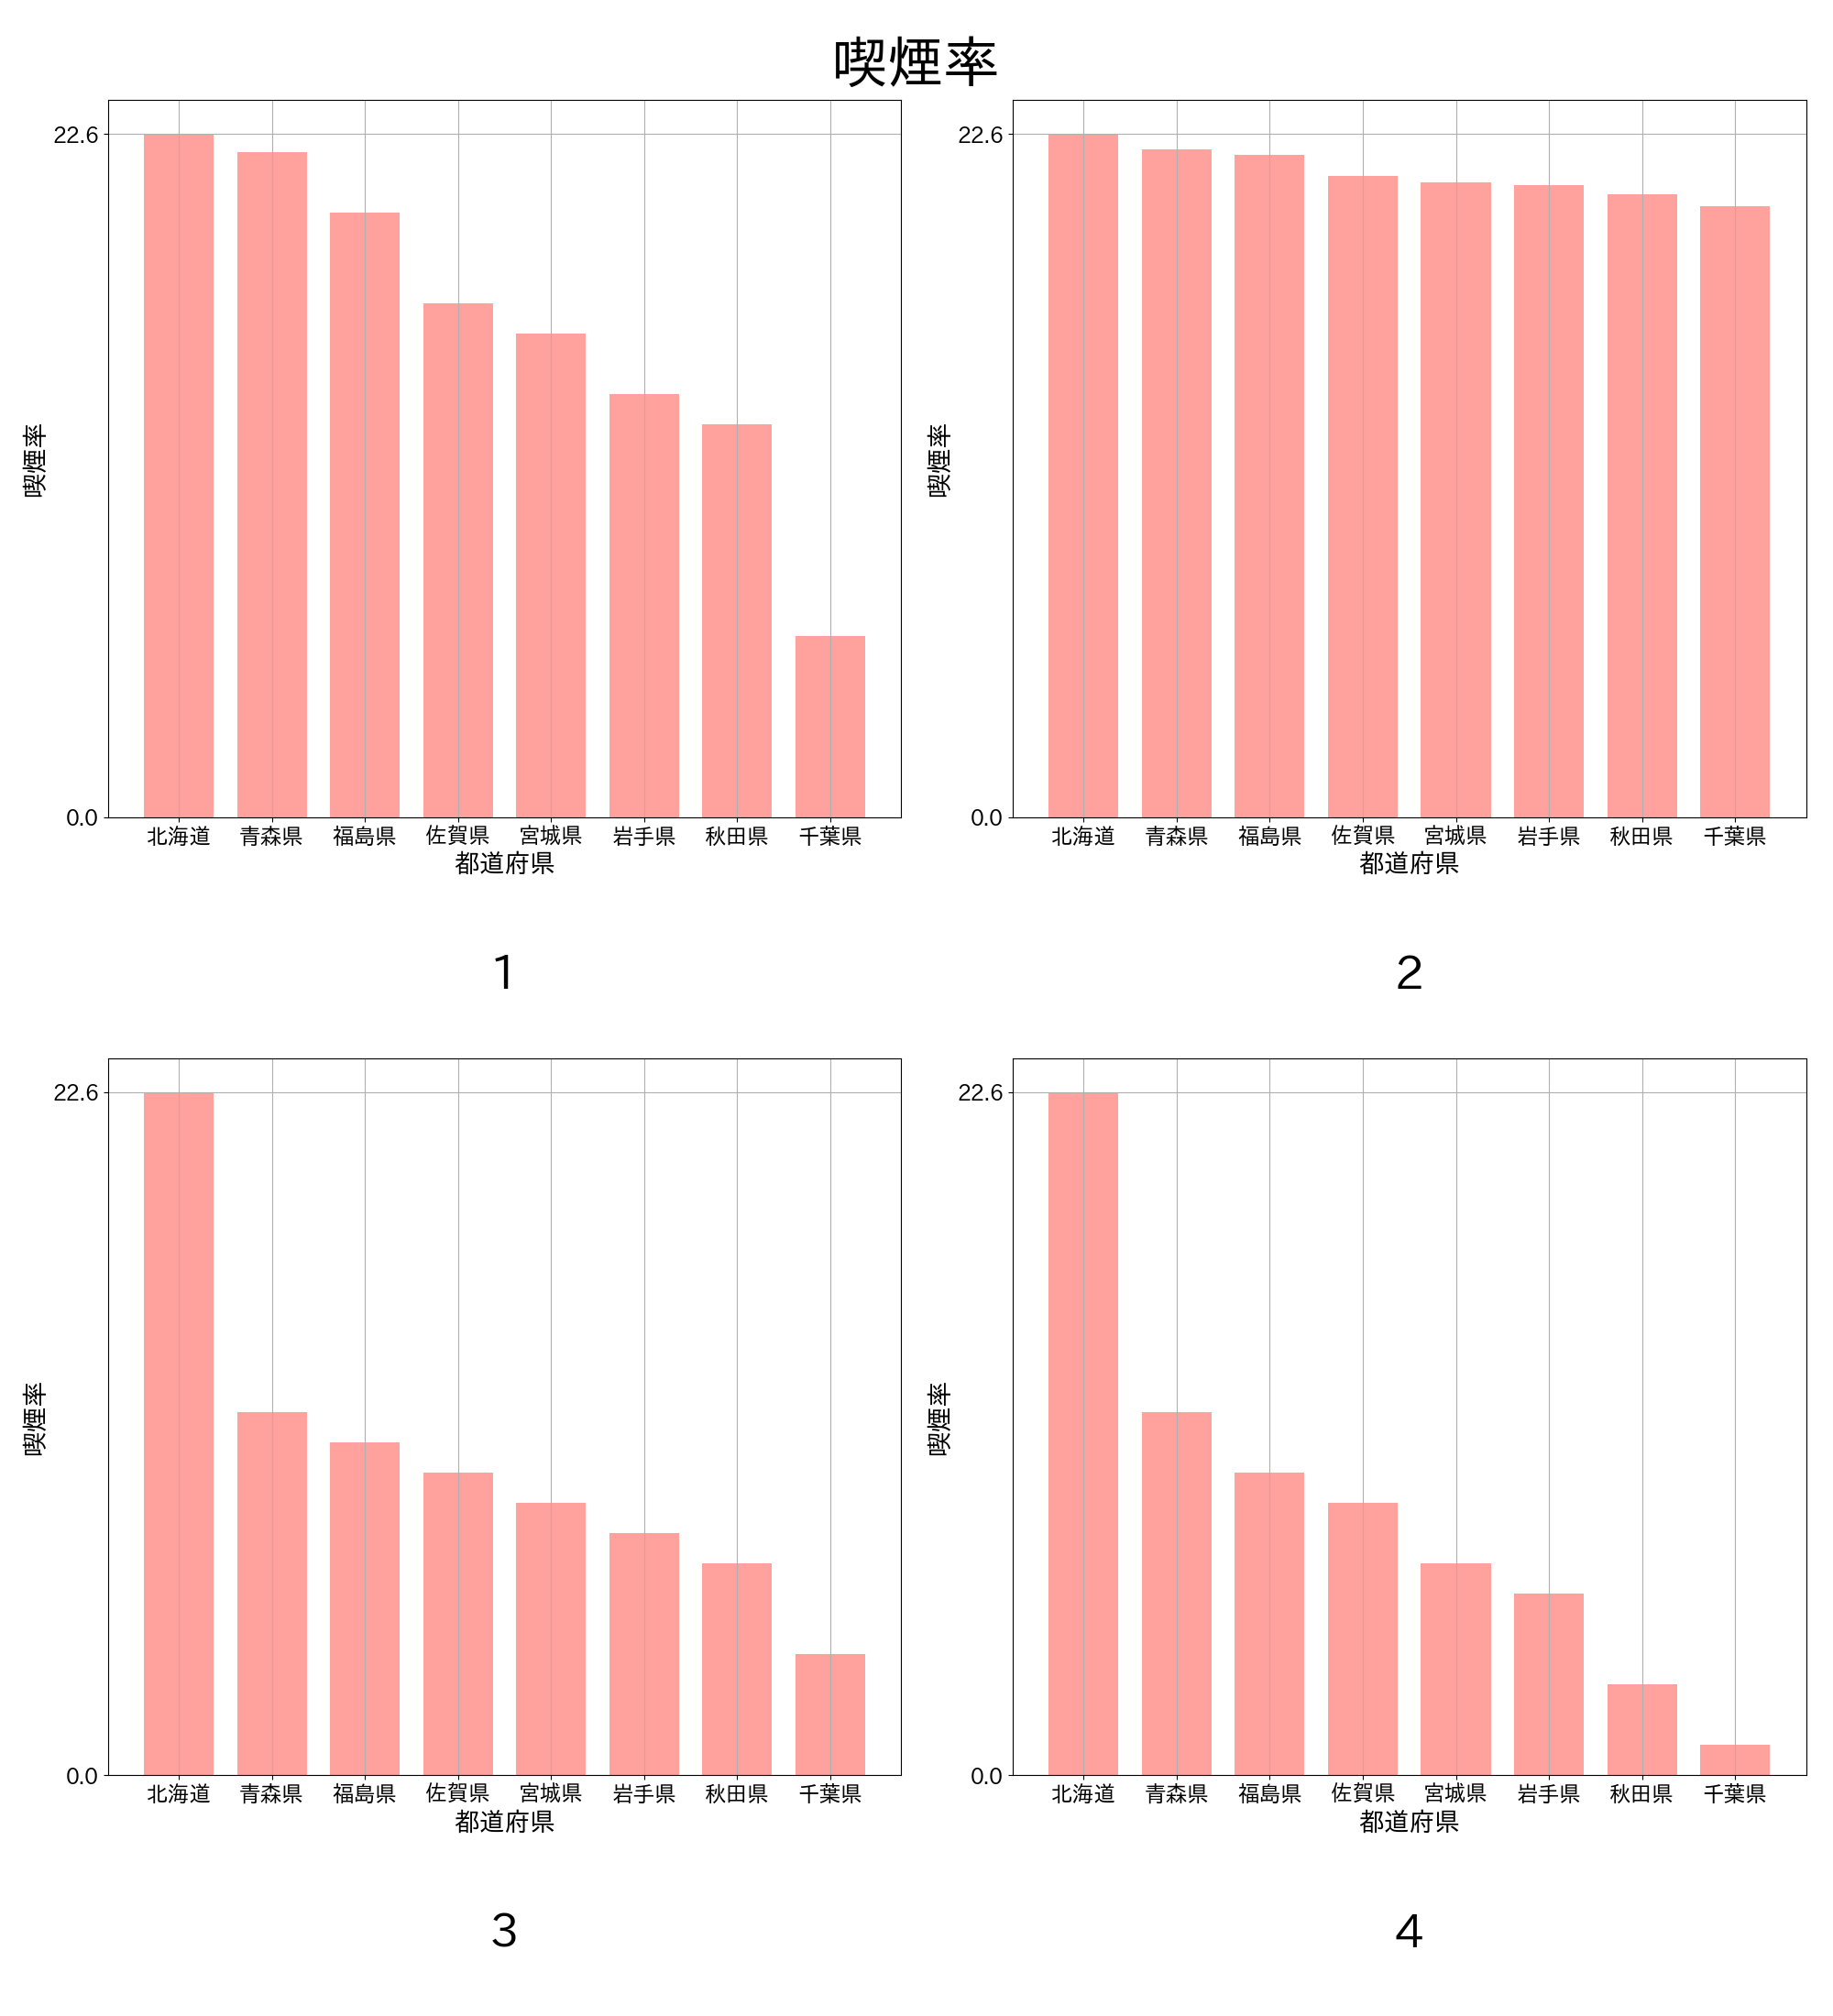 喫煙率
22.6
0.0
喫煙率
北海道 青森県 福島県 佐賀県 宮城県 岩手県 秋田県 千葉県
都道府県
1
22.6
0.0
喫煙率
北海道 青森県 福島県 佐賀県 宮城県 岩手県 秋田県 千葉県
都道府県
2
22.6
0.0
喫煙率
北海道 青森県 福島県 佐賀県 宮城県 岩手県 秋田県 千葉県
都道府県
3
22.6
0.0
喫煙率
北海道 青森県 福島県 佐賀県 宮城県 岩手県 秋田県 千葉県
都道府県
4